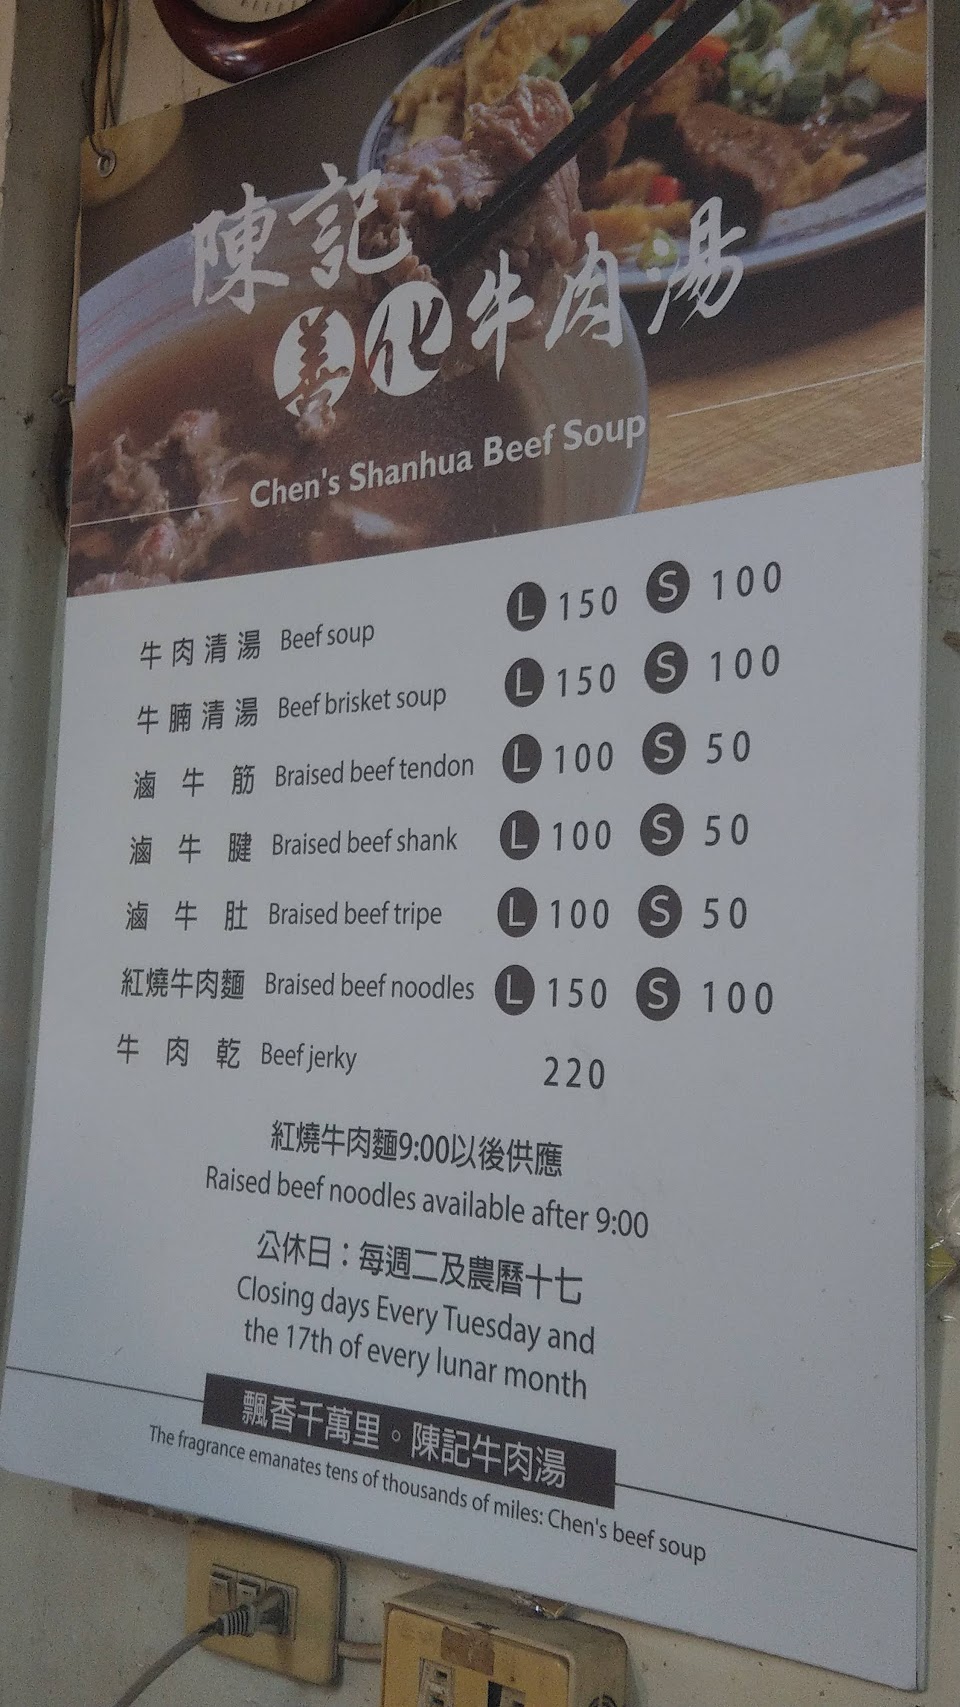 陳記
善化牛肉湯
Chen's Shanhua Beef Soup
牛肉清湯 Beef soup L 150 S 100
牛腩清湯 Beef brisket soup L 150 S 100
滷牛筋 Braised beef tendon L 100 S 50
滷牛腱 Braised beef shank L 100 S 50
滷牛肚 Braised beef tripe L 100 S 50
紅燒牛肉麵 Braised beef noodles L 150 S 100
牛肉乾 Beef jerky 220
紅燒牛肉麵9:00以後供應
Raised beef noodles available after 9:00
公休日：每週二及農曆十七
Closing days Every Tuesday and
the 17th of every lunar month
飄香千萬里。陳記牛肉湯
The fragrance emanates tens of thousands of miles: Chen's beef soup